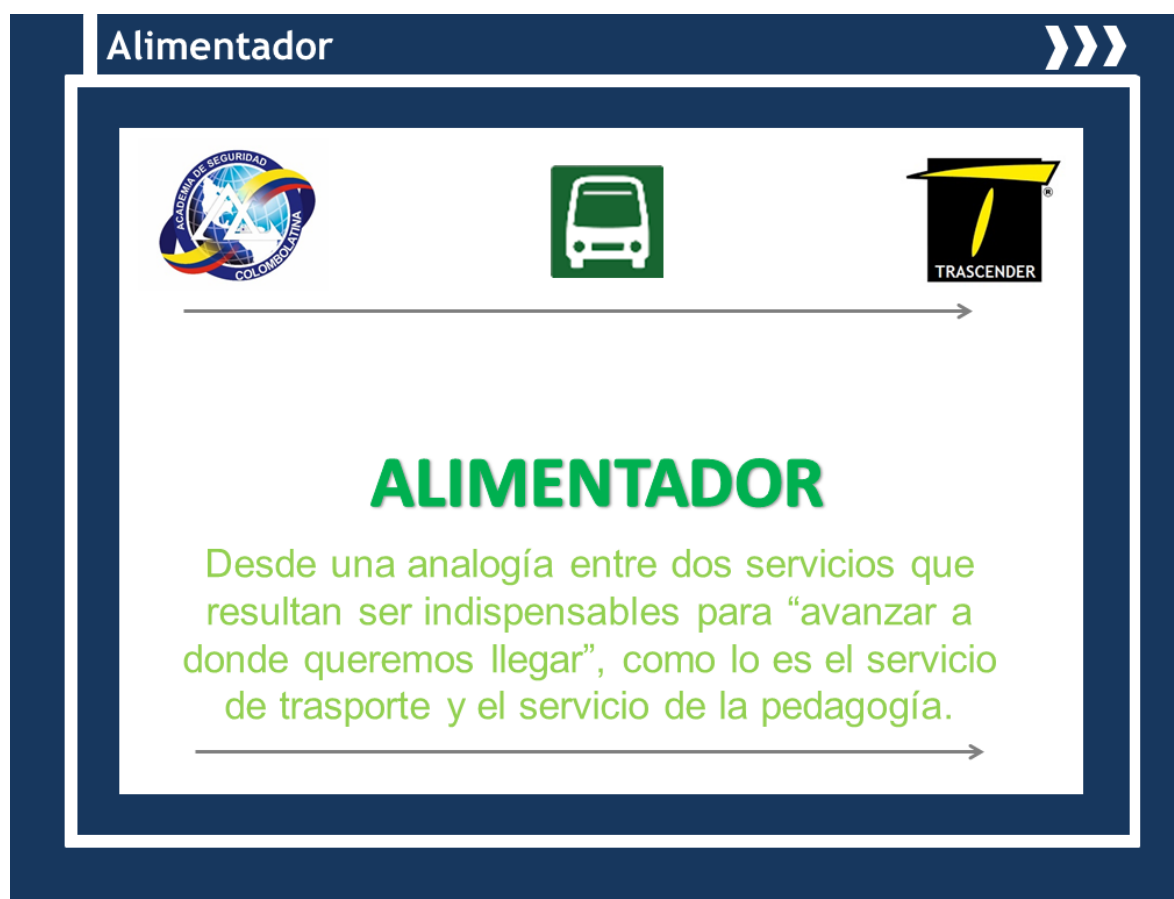 Alimentador
ACADEMIA DE SEGURIDAD
COLOMBOLATINA
®
TRASCENDER
ALIMENTADOR
Desde una analogía entre dos servicios que
resultan ser indispensables para “avanzar a
donde queremos llegar”, como lo es el servicio
de trasporte y el servicio de la pedagogía.